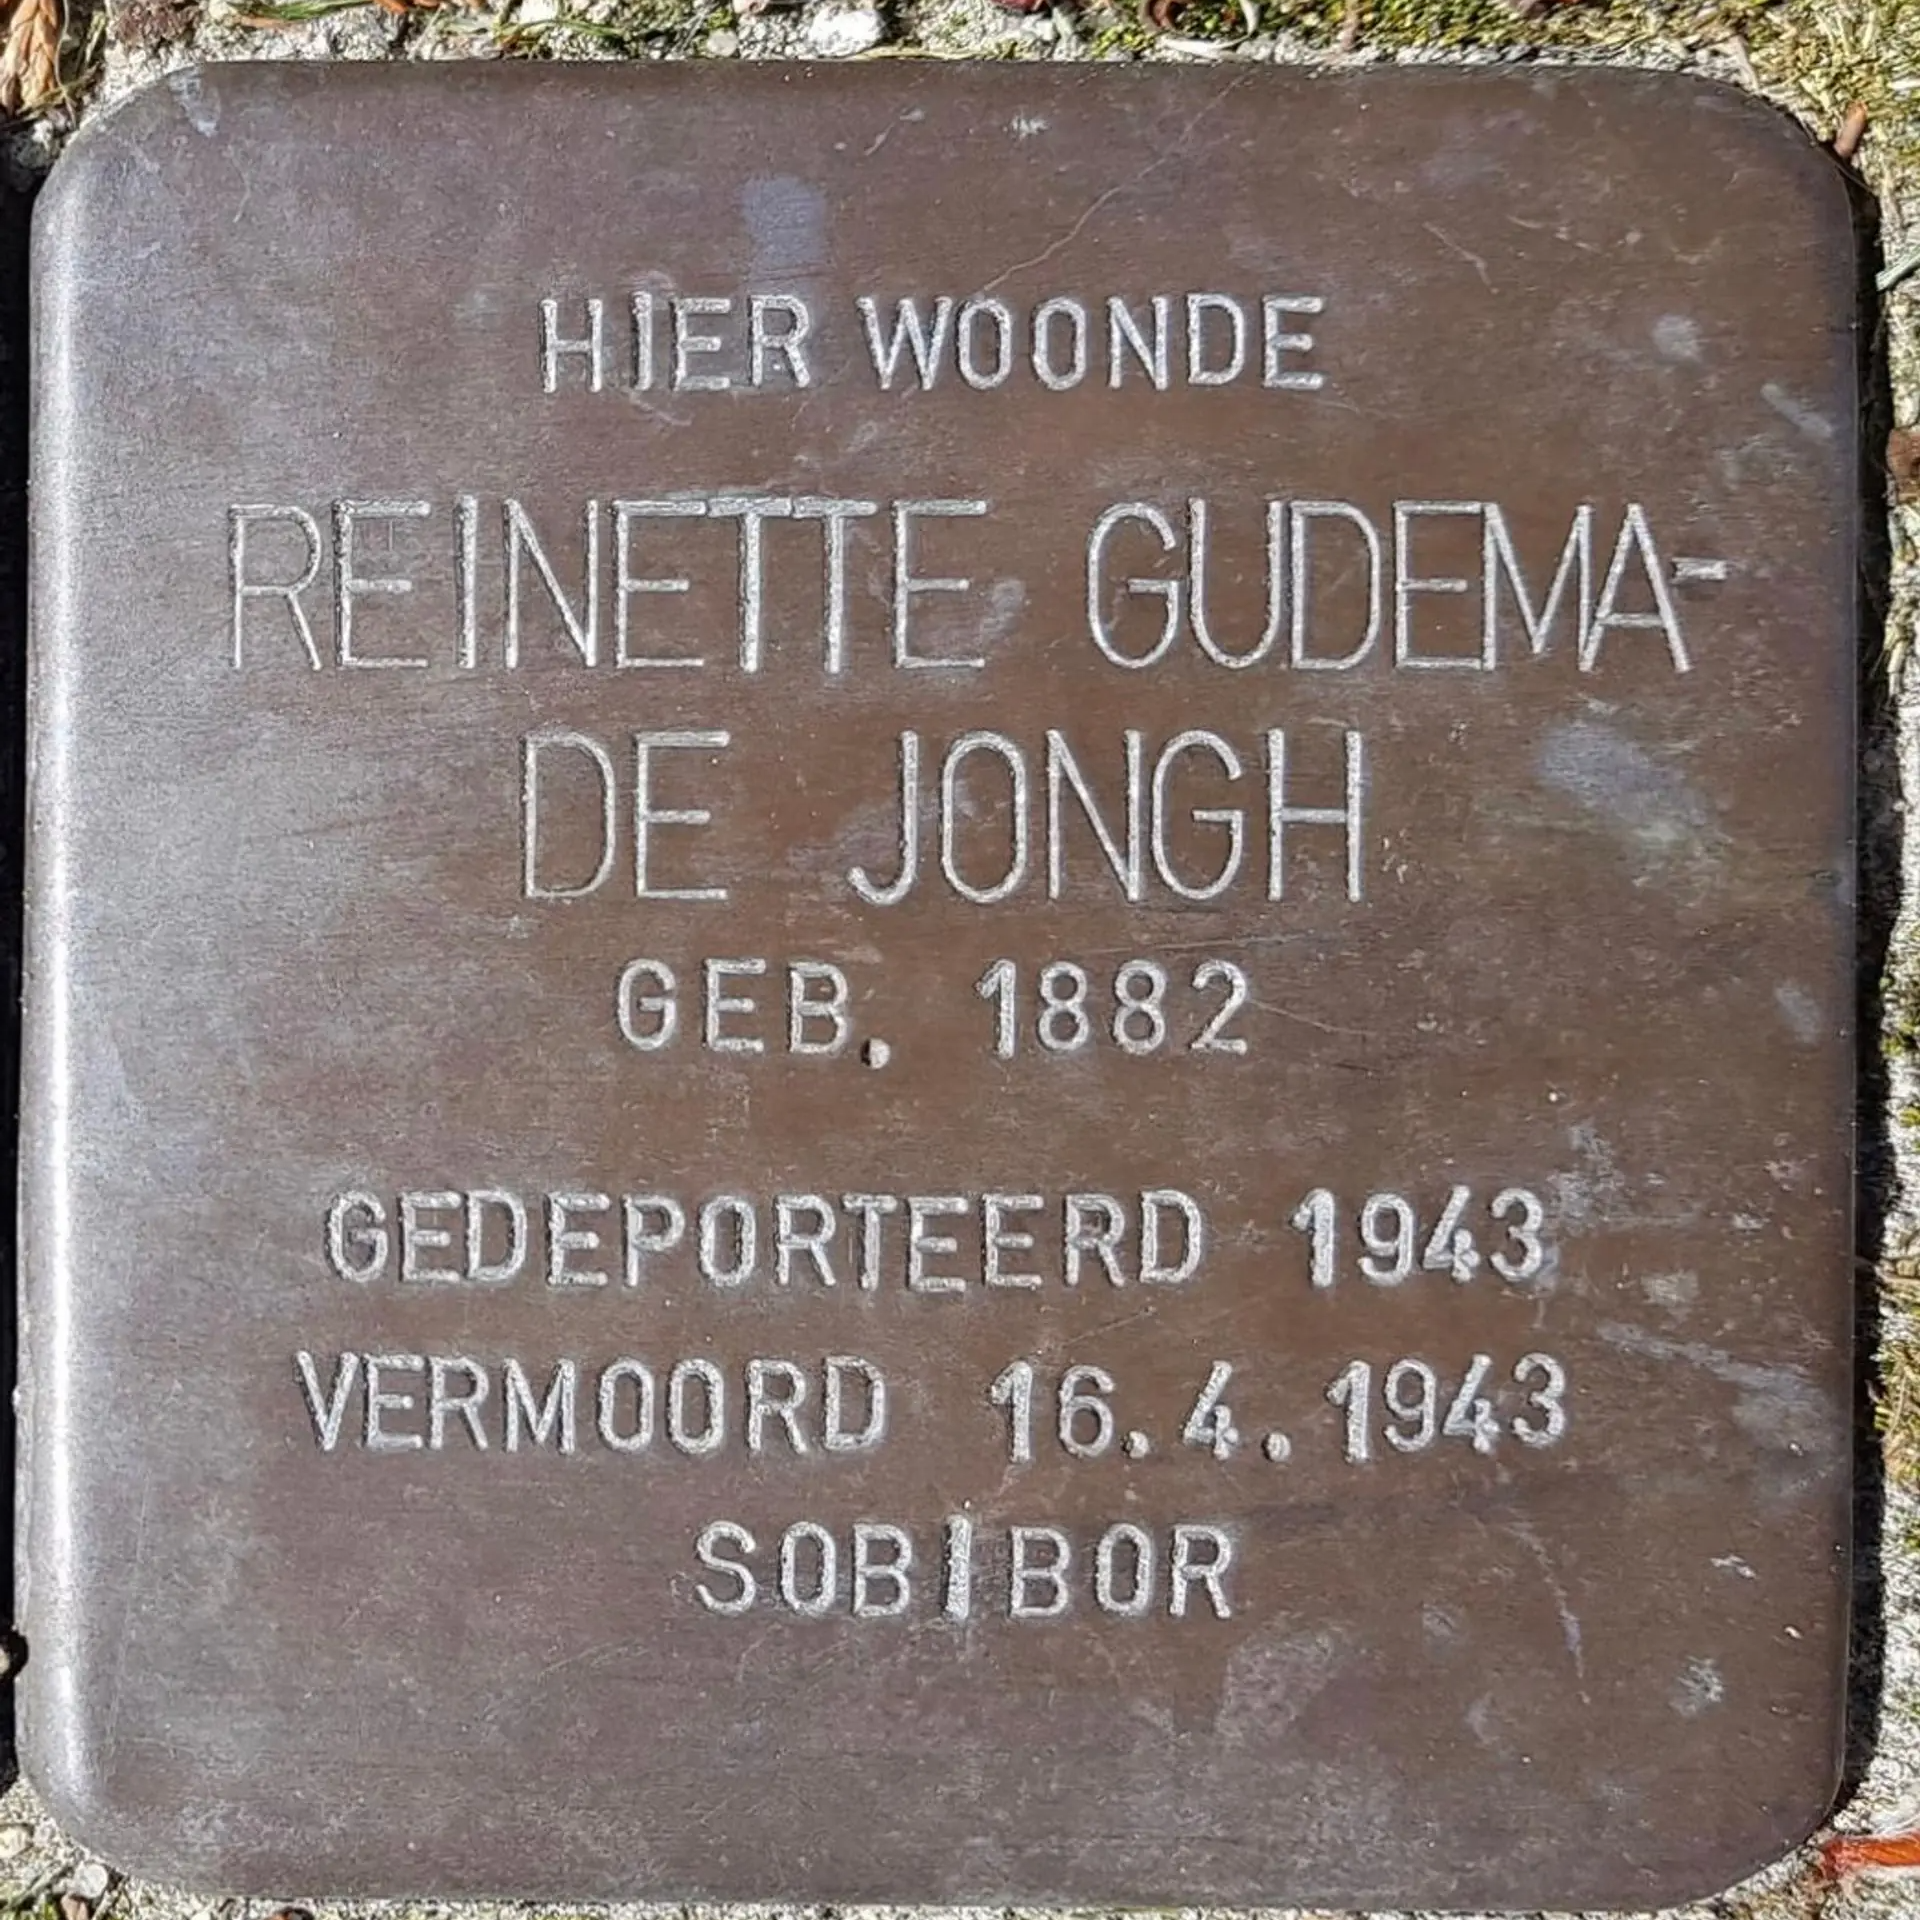 HIER WOONDE
REINETTE GUDEMA-
DE JONGH
GEB. 1882
GEDEPORTEERD 1943
VERMOORD 16.4.1943
SOBIBOR